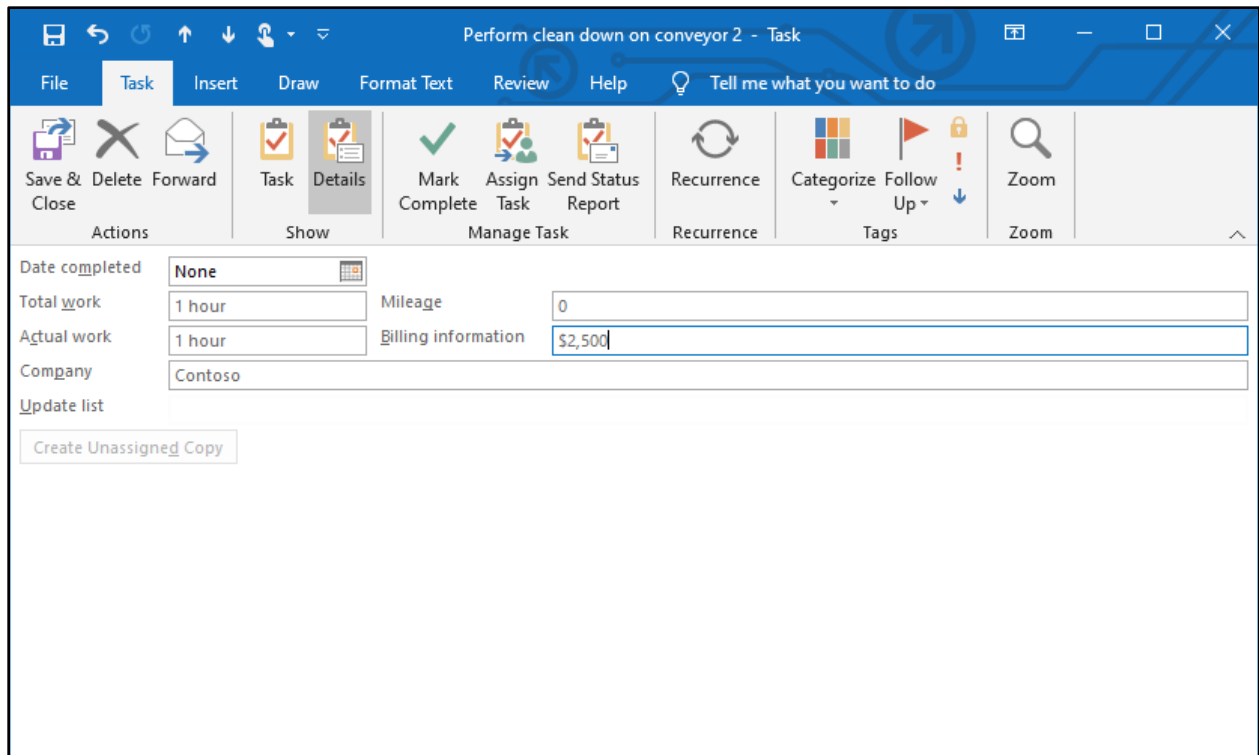 Perform clean down on conveyor 2 - Task
File Task Insert Draw Format Text Review Help Tell me what you want to do
Save & Close Delete Forward Task Details Mark Complete Assign Task Send Status Report Recurrence Categorize Follow Up Zoom
Actions Show Manage Task Recurrence Tags Zoom
Date completed None
Total work 1 hour Mileage 0
Actual work 1 hour Billing information $2,500
Company Contoso
Update list
Create Unassigned Copy